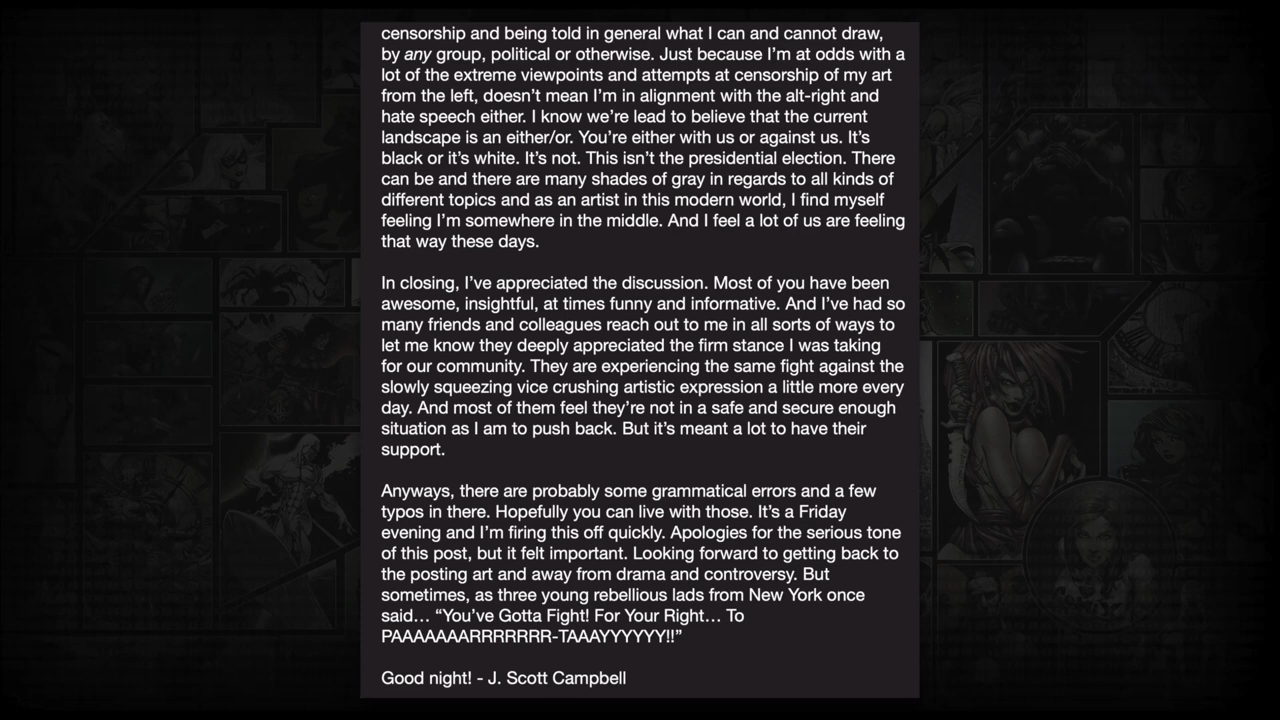 censorship and being told in general what I can and cannot draw,
by any group, political or otherwise. Just because I’m at odds with a
lot of the extreme viewpoints and attempts at censorship of my art
from the left, doesn’t mean I’m in alignment with the alt-right and
hate speech either. I know we’re lead to believe that the current
landscape is an either/or. You’re either with us or against us. It’s
black or it’s white. It’s not. This isn’t the presidential election. There
can be and there are many shades of gray in regards to all kinds of
different topics and as an artist in this modern world, I find myself
feeling I’m somewhere in the middle. And I feel a lot of us are feeling
that way these days.
In closing, I’ve appreciated the discussion. Most of you have been
awesome, insightful, at times funny and informative. And I’ve had so
many friends and colleagues reach out to me in all sorts of ways to
let me know they deeply appreciated the firm stance I was taking
for our community. They are experiencing the same fight against the
slowly squeezing vice crushing artistic expression a little more every
day. And most of them feel they’re not in a safe and secure enough
situation as I am to push back. But it’s meant a lot to have their
support.
Anyways, there are probably some grammatical errors and a few
typos in there. Hopefully you can live with those. It’s a Friday
evening and I’m firing this off quickly. Apologies for the serious tone
of this post, but it felt important. Looking forward to getting back to
the posting art and away from drama and controversy. But
sometimes, as three young rebellious lads from New York once
said… “You’ve Gotta Fight! For Your Right… To
PAAAAAAARRRRRRR-TAAAYYYYYY!!”
Good night! - J. Scott Campbell